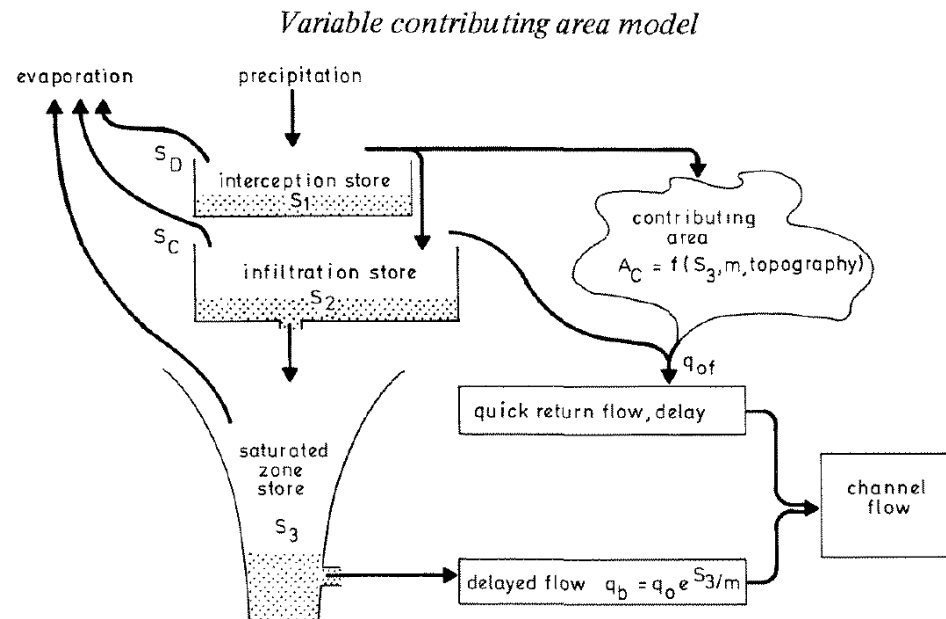 Variable contributing area model
evaporation
precipitation
S_D
interception store
S_1
S_C
infiltration store
S_2
contributing
area
A_C = f(S_3, m, topography)
q_of
quick return flow, delay
saturated
zone
store
S_3
channel
flow
delayed flow q_b = q_o e^{S_3/m}